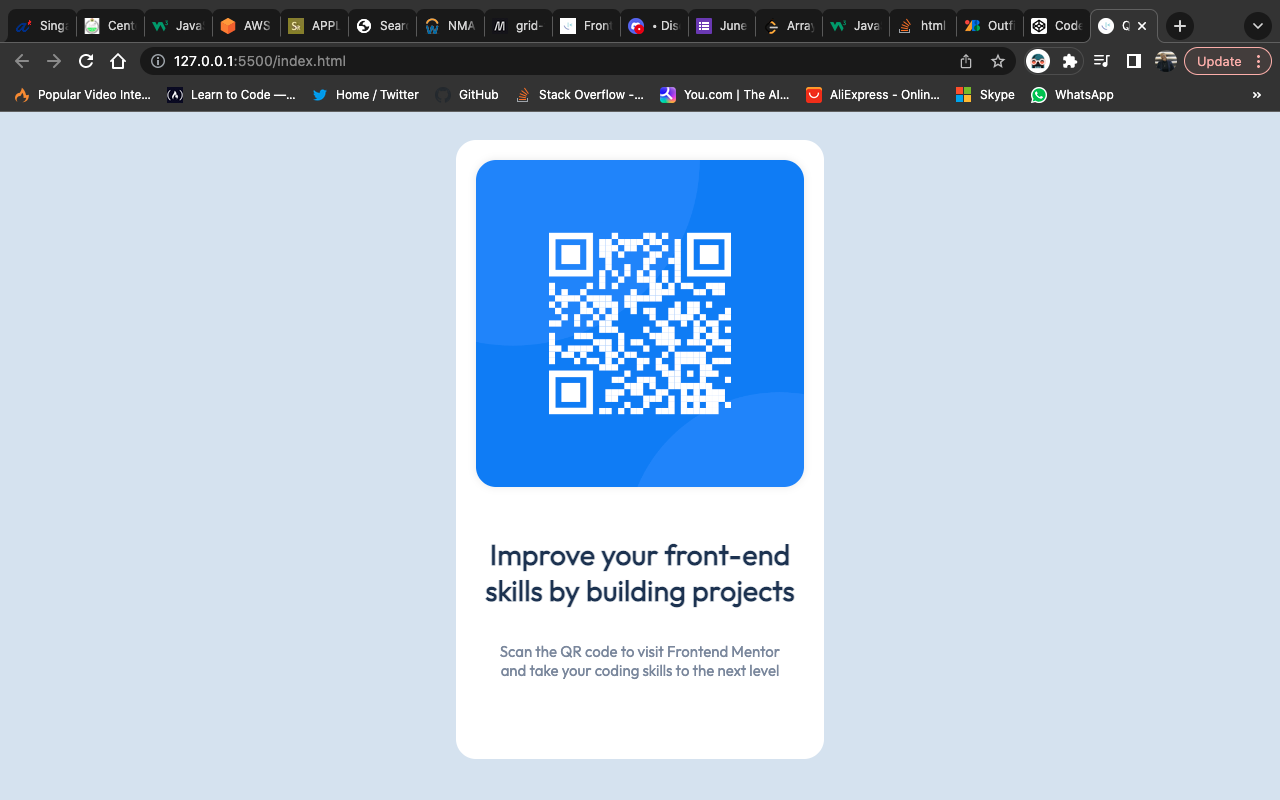 Singa
Cent
Java
AWS
APPL
Sear
NMA
grid-
Front
• Dis
June
Array
Java
html
Outfi
Code
Q
127.0.0.1:5500/index.html
Update
Popular Video Inte...
Learn to Code —...
Home / Twitter
GitHub
Stack Overflow -...
You.com | The AI...
AliExpress - Onlin...
Skype
WhatsApp
»
Improve your front-end
skills by building projects
Scan the QR code to visit Frontend Mentor
and take your coding skills to the next level